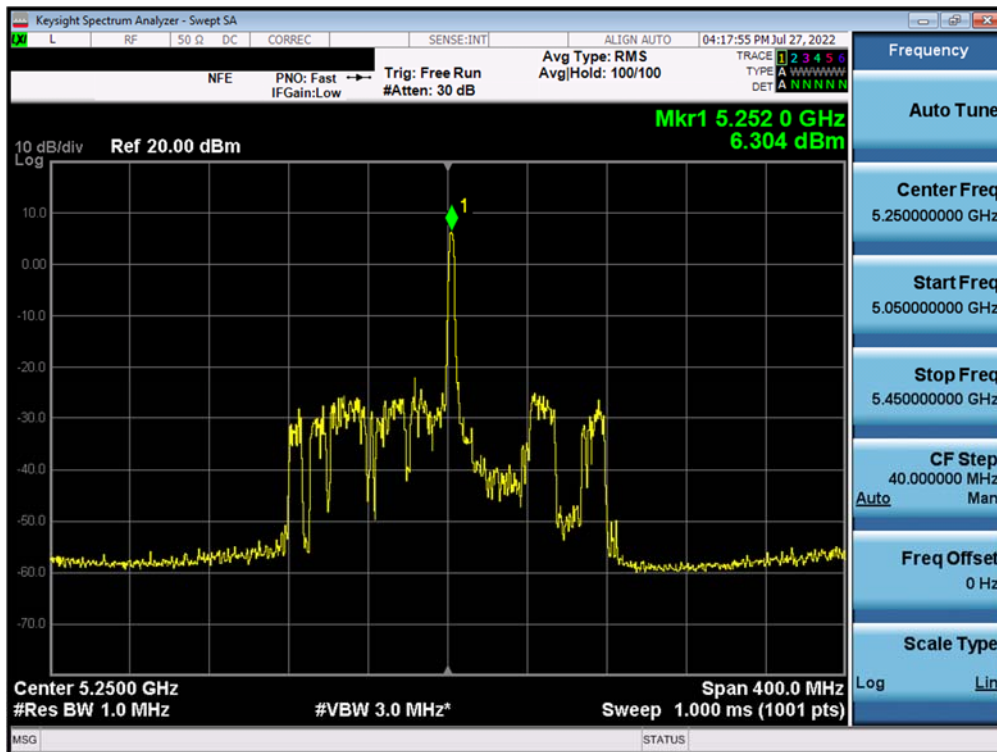 Keysight Spectrum Analyzer - Swept SA
LXI L RF 50 Ω DC CORREC SENSE:INT ALIGN AUTO 04:17:55 PM Jul 27, 2022
NFE PNO: Fast Trig: Free Run Avg Type: RMS TRACE 1 2 3 4 5 6
IFGain:Low #Atten: 30 dB Avg|Hold: 100/100 TYPE A WWWWW
DET A N N N N N
Mkr1 5.252 0 GHz
6.304 dBm
10 dB/div Ref 20.00 dBm
Log
1
10.0
0.00
-10.0
-20.0
-30.0
-40.0
-50.0
-60.0
-70.0
Center 5.2500 GHz Span 400.0 MHz
#Res BW 1.0 MHz #VBW 3.0 MHz* Sweep 1.000 ms (1001 pts)
MSG STATUS
Frequency
Auto Tune
Center Freq
5.250000000 GHz
Start Freq
5.050000000 GHz
Stop Freq
5.450000000 GHz
CF Step
40.000000 MHz
Auto Man
Freq Offset
0 Hz
Scale Type
Log Lin